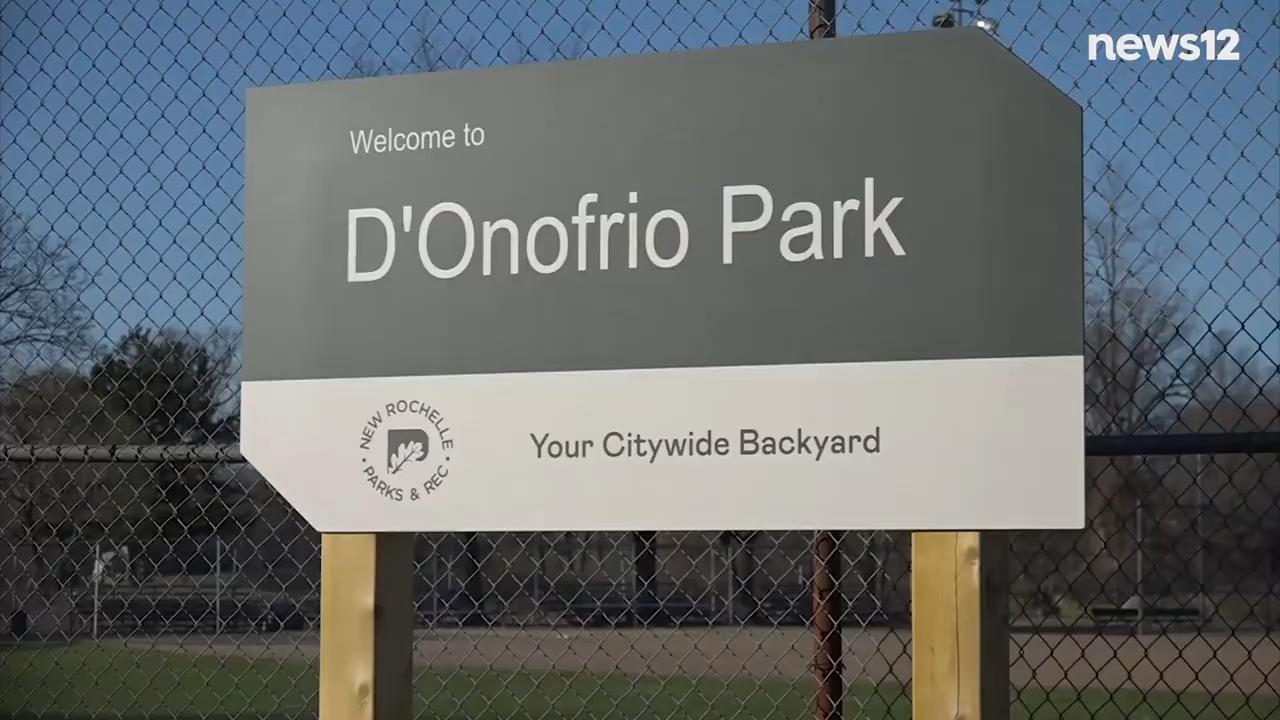 news12
Welcome to
D'Onofrio Park
NEW ROCHELLE
PARKS & REC
Your Citywide Backyard